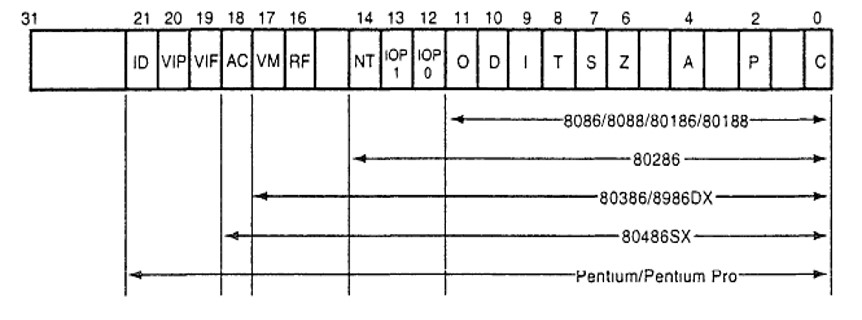 31 21 20 19 18 17 16 14 13 12 11 10 9 8 7 6 4 2 0
ID VIP VIF AC VM RF NT IOP 1 IOP 0 O D I T S Z A P C
8086/8088/80186/80188
80286
80386/8986DX
80486SX
Pentium/Pentium Pro